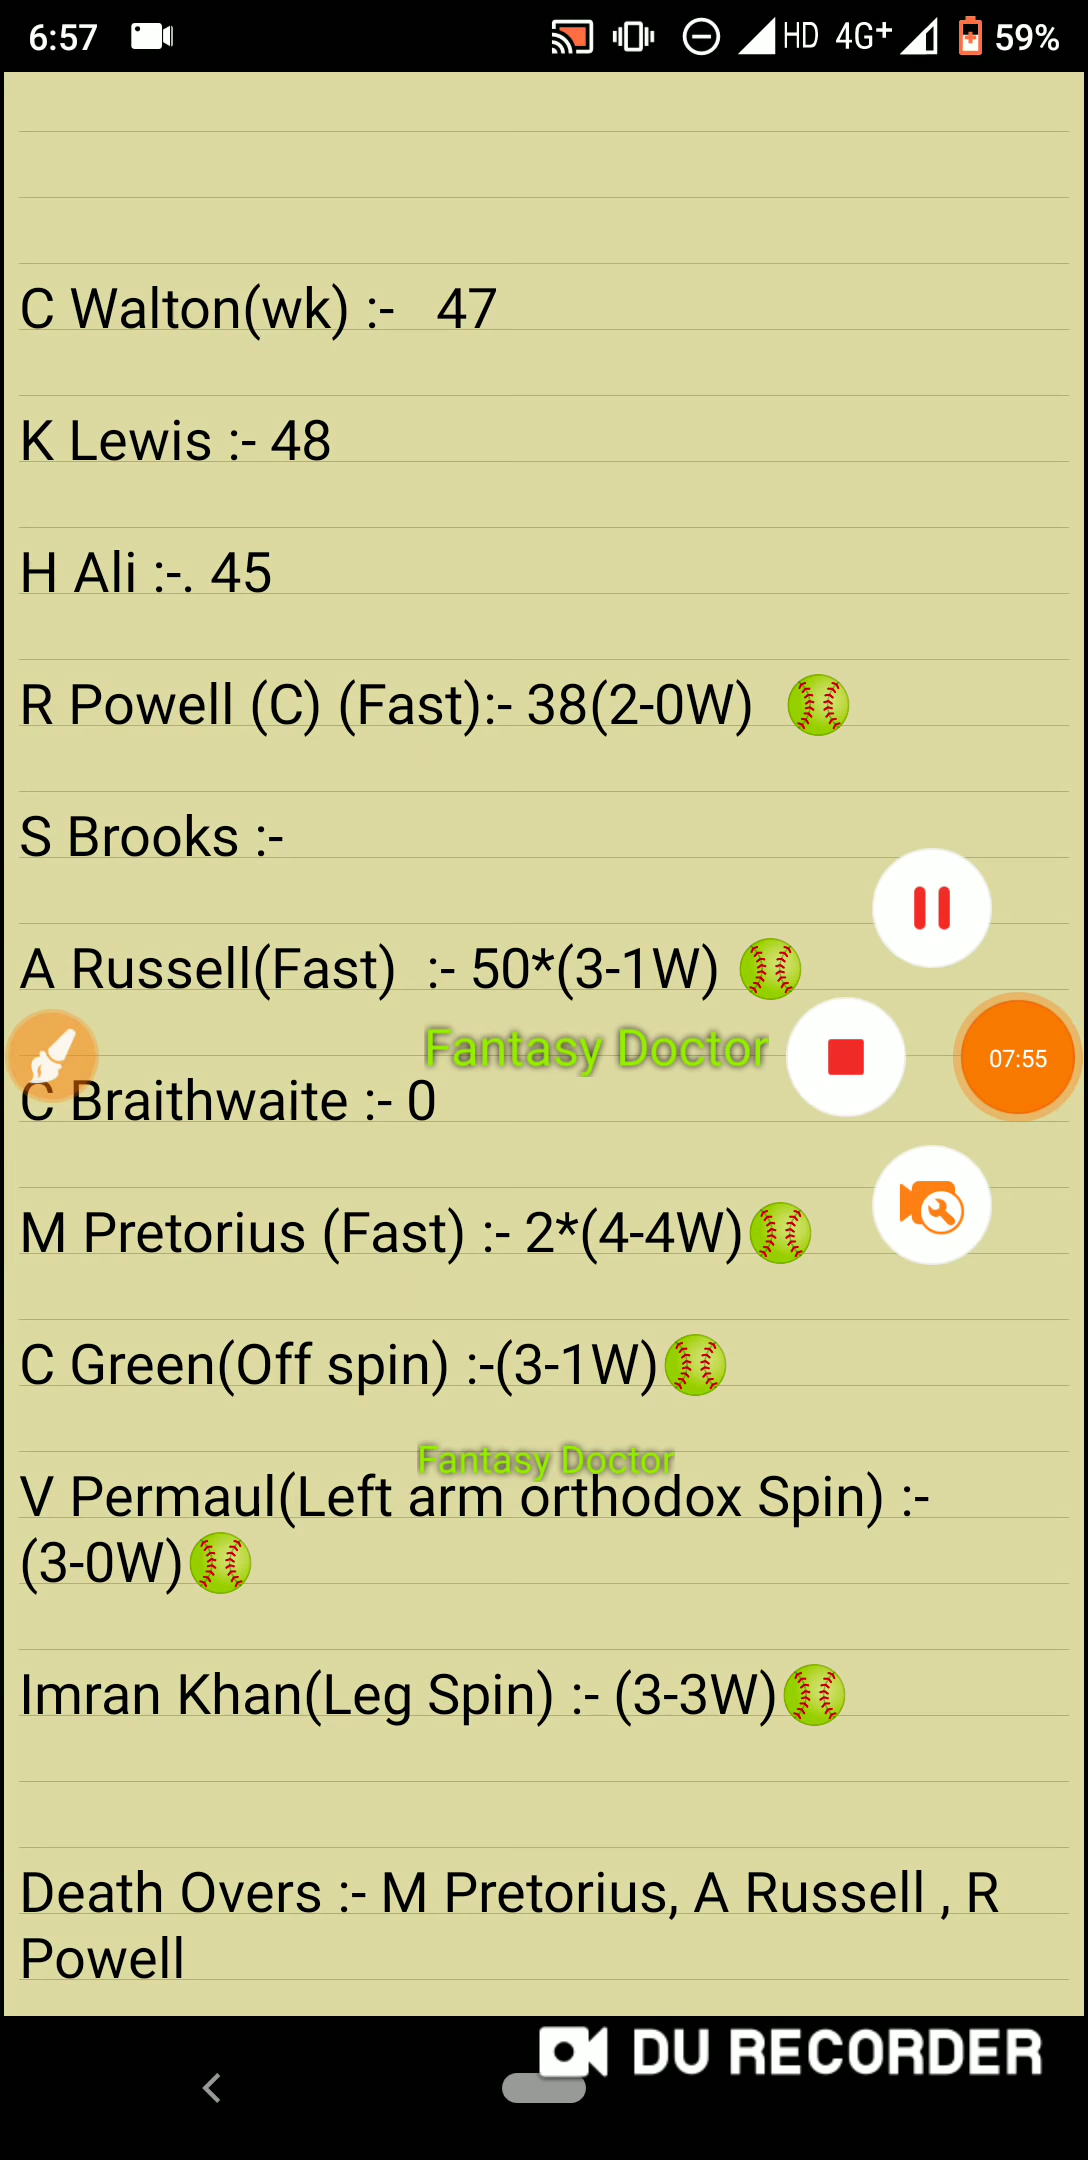 6:57 HD 4G+ 59%
C Walton(wk) :- 47
K Lewis :- 48
H Ali :-. 45
R Powell (C) (Fast):- 38(2-0W)
S Brooks :-
A Russell(Fast) :- 50*(3-1W)
Fantasy Doctor
07:55
C Braithwaite :- 0
M Pretorius (Fast) :- 2*(4-4W)
C Green(Off spin) :-(3-1W)
Fantasy Doctor
V Permaul(Left arm orthodox Spin) :-
(3-0W)
Imran Khan(Leg Spin) :- (3-3W)
Death Overs :- M Pretorius, A Russell , R
Powell
DU RECORDER